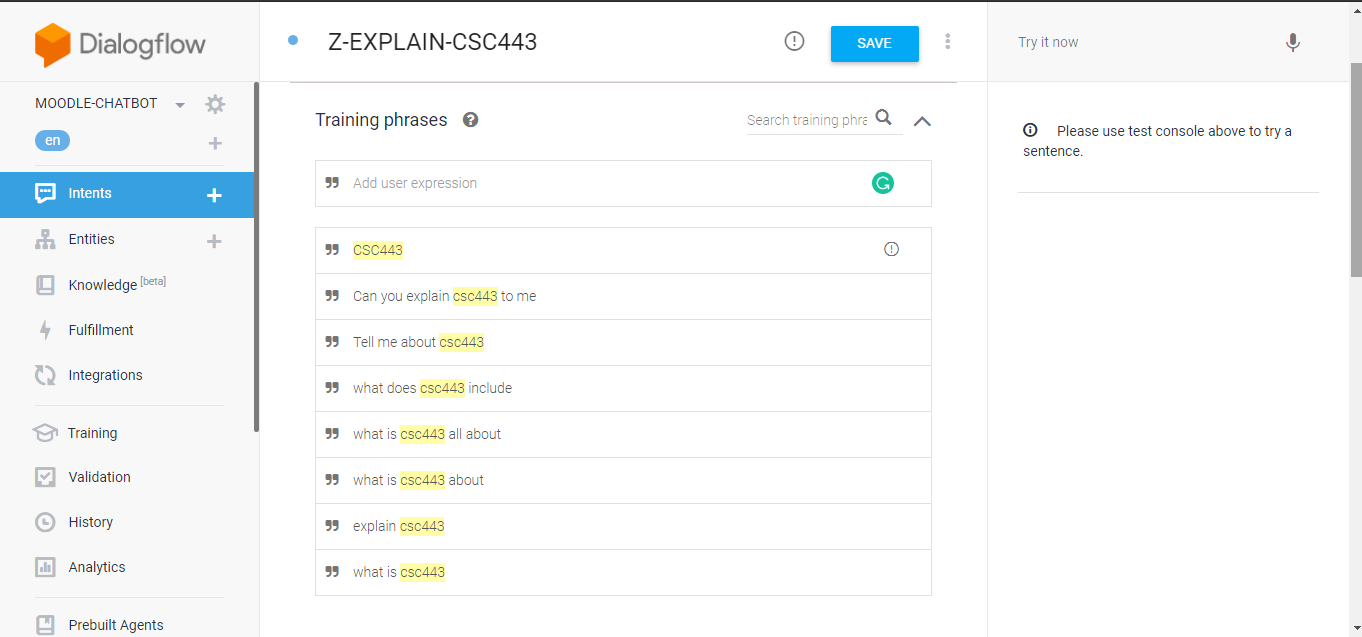 Dialogflow
MOODLE-CHATBOT
en
Intents
Entities
Knowledge [beta]
Fulfillment
Integrations
Training
Validation
History
Analytics
Prebuilt Agents
Z-EXPLAIN-CSC443
SAVE
Training phrases
Search training phra
Add user expression
CSC443
Can you explain csc443 to me
Tell me about csc443
what does csc443 include
what is csc443 all about
what is csc443 about
explain csc443
what is csc443
Try it now
Please use test console above to try a
sentence.